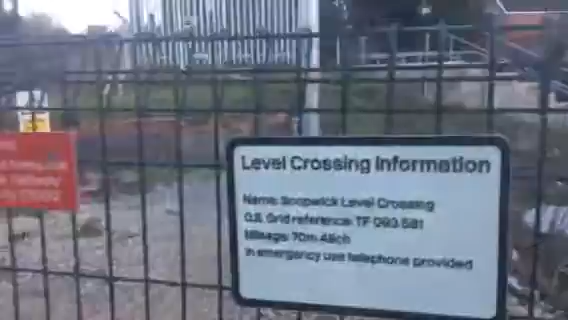 Level Crossing Information
Name: Scopwick Level Crossing
O.S. Grid reference: TF 093 581
Mileage: 70m 48ch
In emergency use telephone provided